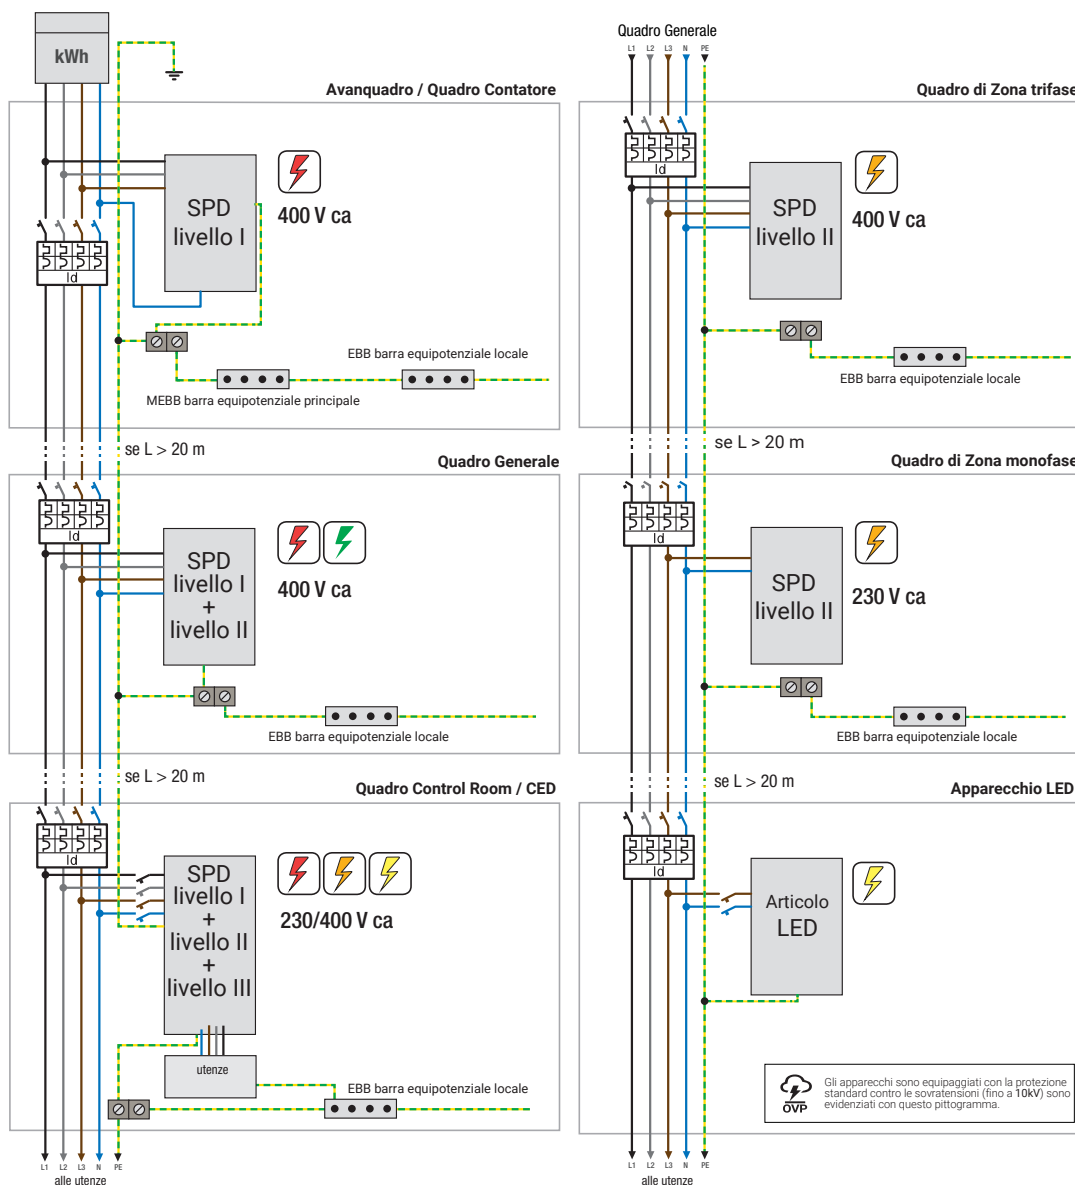 kWh
Avanquadro / Quadro Contatore
SPD
livello I
400 V ca
Id
EBB barra equipotenziale locale
MEBB barra equipotenziale principale
se L > 20 m
Quadro Generale
Id
SPD
livello I
+
livello II
400 V ca
EBB barra equipotenziale locale
se L > 20 m
Quadro Control Room / CED
Id
SPD
livello I
+
livello II
+
livello III
230/400 V ca
utenze
EBB barra equipotenziale locale
L1 L2 L3 N PE
alle utenze
Quadro Generale
L1 L2 L3 N PE
Quadro di Zona trifase
Id
SPD
livello II
400 V ca
EBB barra equipotenziale locale
se L > 20 m
Quadro di Zona monofase
Id
SPD
livello II
230 V ca
EBB barra equipotenziale locale
se L > 20 m
Apparecchio LED
Id
Articolo
LED
OVP
Gli apparecchi sono equipaggiati con la protezione
standard contro le sovratensioni (fino a 10kV) sono
evidenziati con questo pittogramma.
L1 L2 L3 N PE
alle utenze